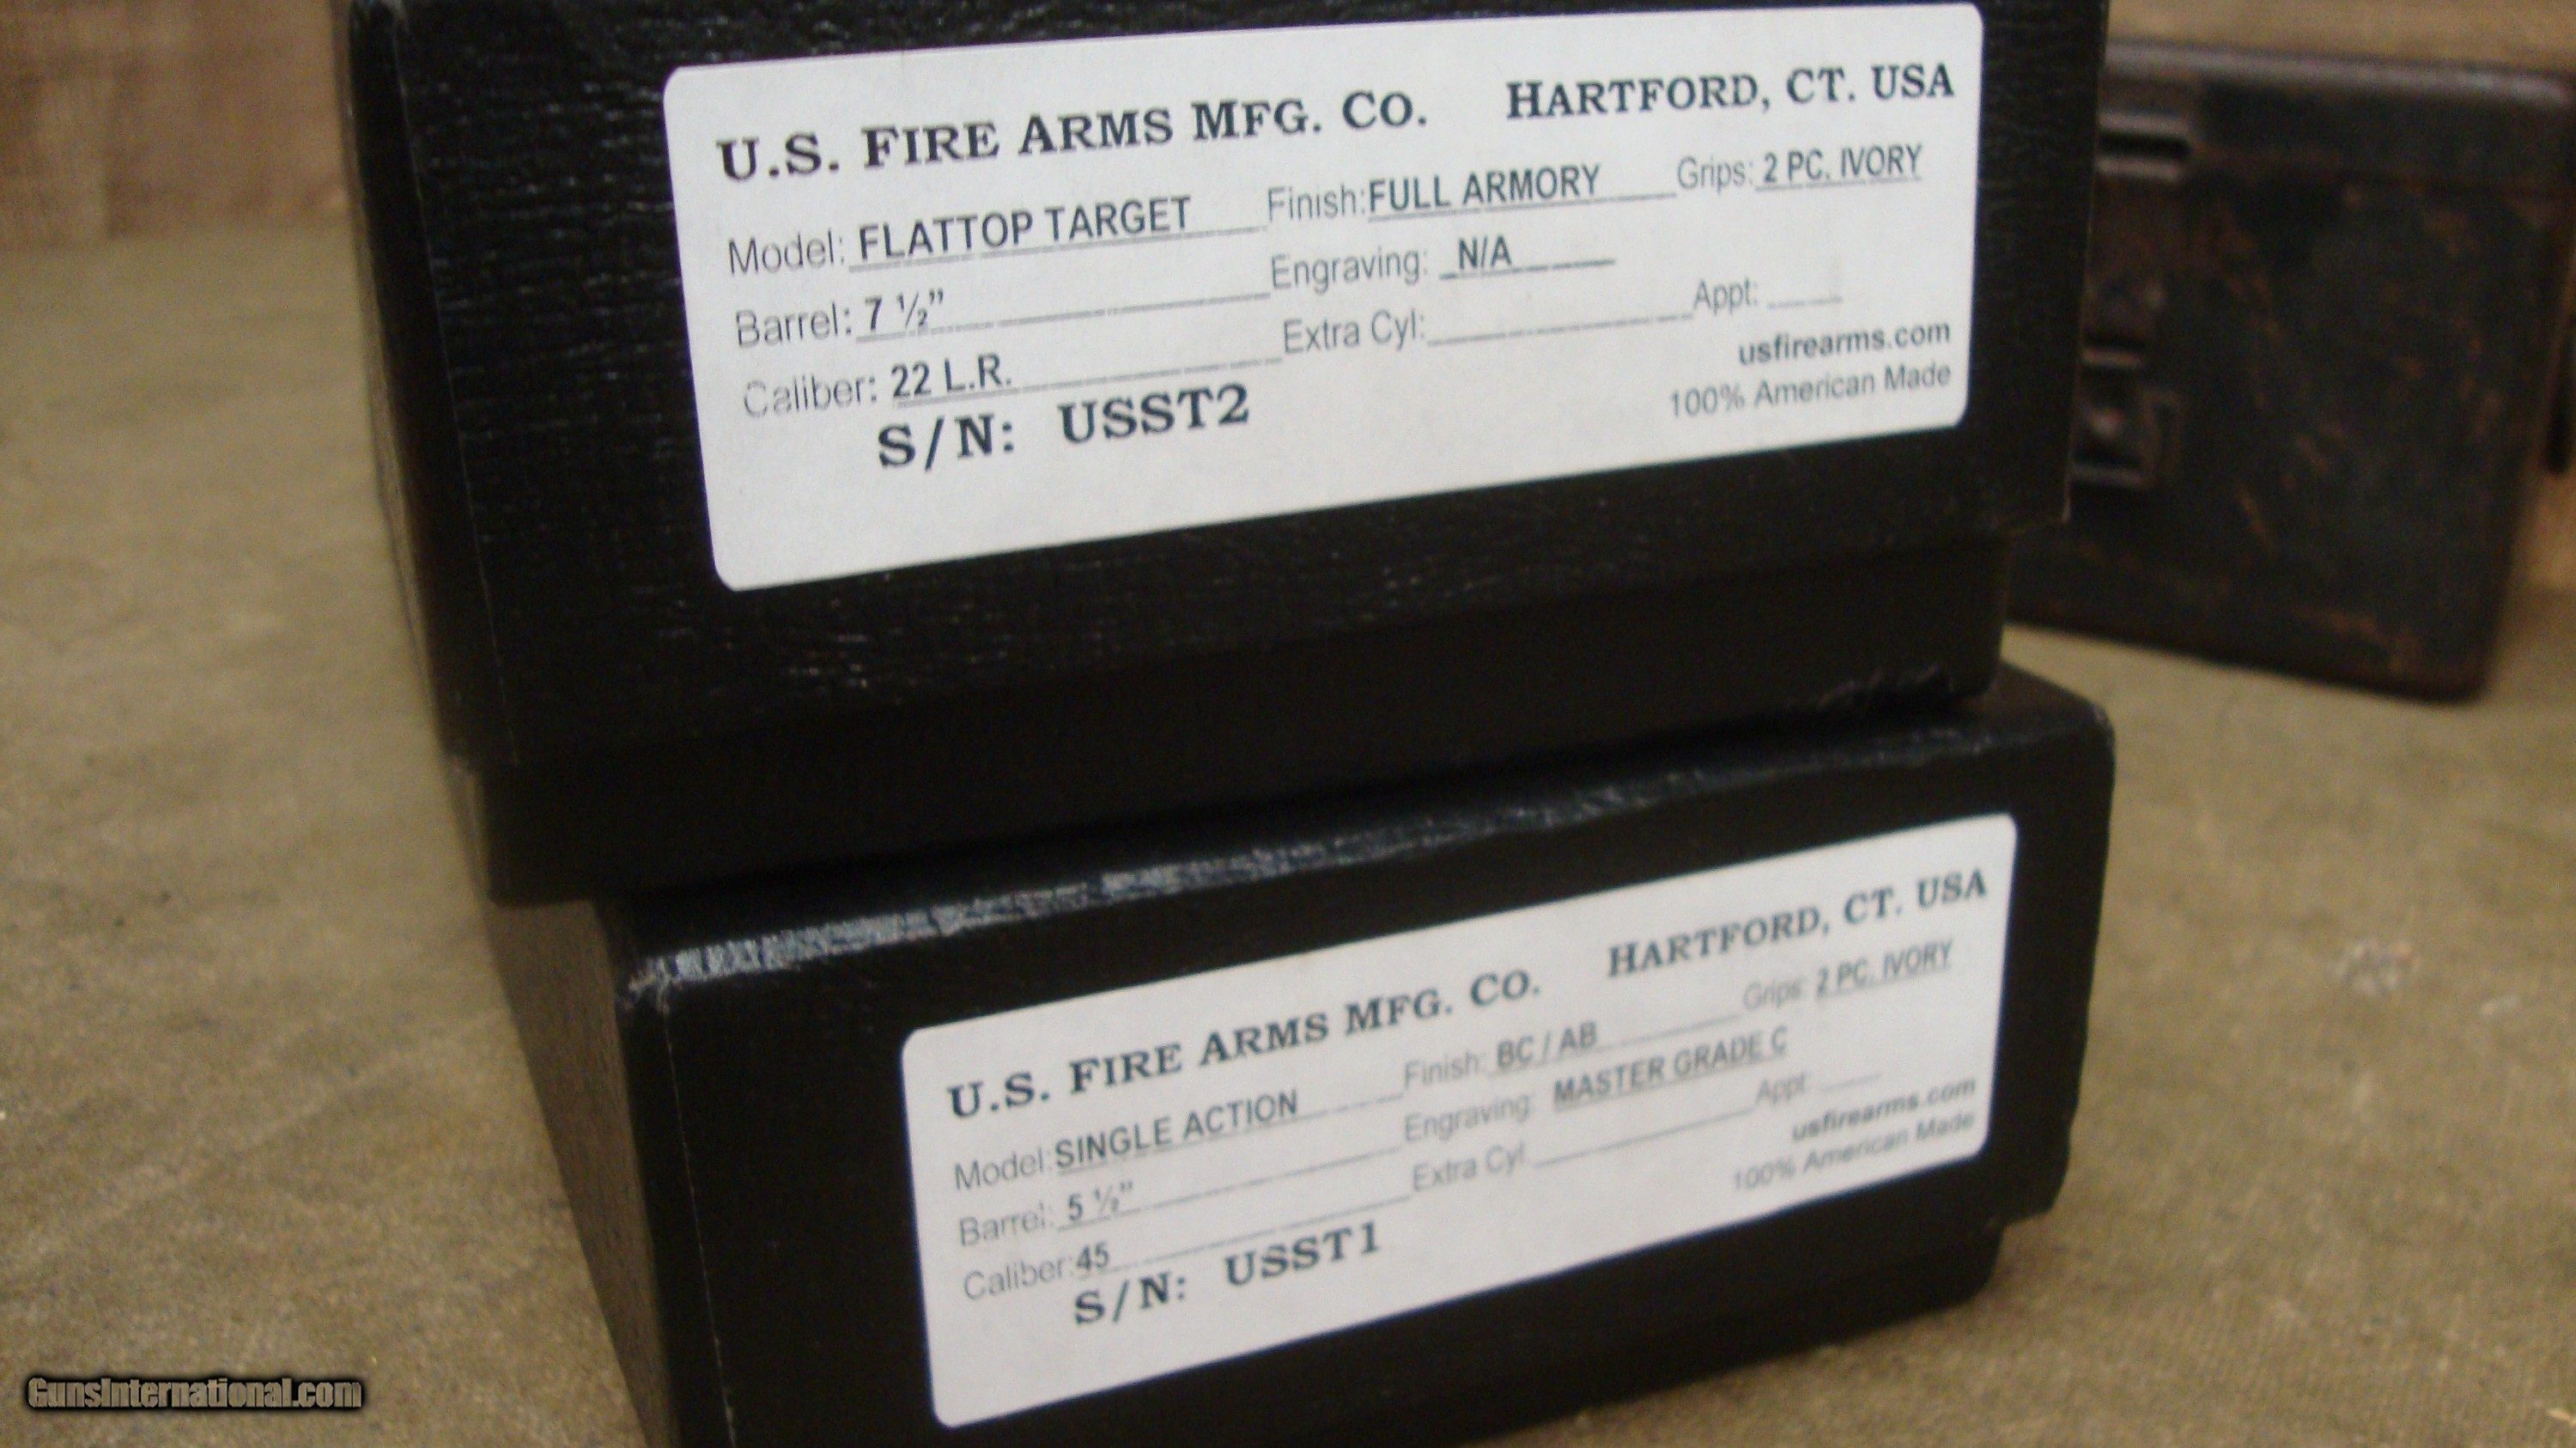 U.S. FIRE ARMS MFG. CO. HARTFORD, CT. USA
Model: FLATTOP TARGET Finish: FULL ARMORY Grips: 2 PC. IVORY
Barrel: 7 ½" Engraving: N/A
Caliber: 22 L.R. Extra Cyl: Appt:
usfirearms.com
S/N: USST2 100% American Made
U.S. FIRE ARMS MFG. CO. HARTFORD, CT. USA
Model: SINGLE ACTION Finish: BC / AB Grips: 2 PC. IVORY
Barrel: 5 ½" Engraving: MASTER GRADE C
Caliber: 45 Extra Cyl. Appt:
usfirearms.com
S/N: USST1 100% American Made
GunsInternational.com